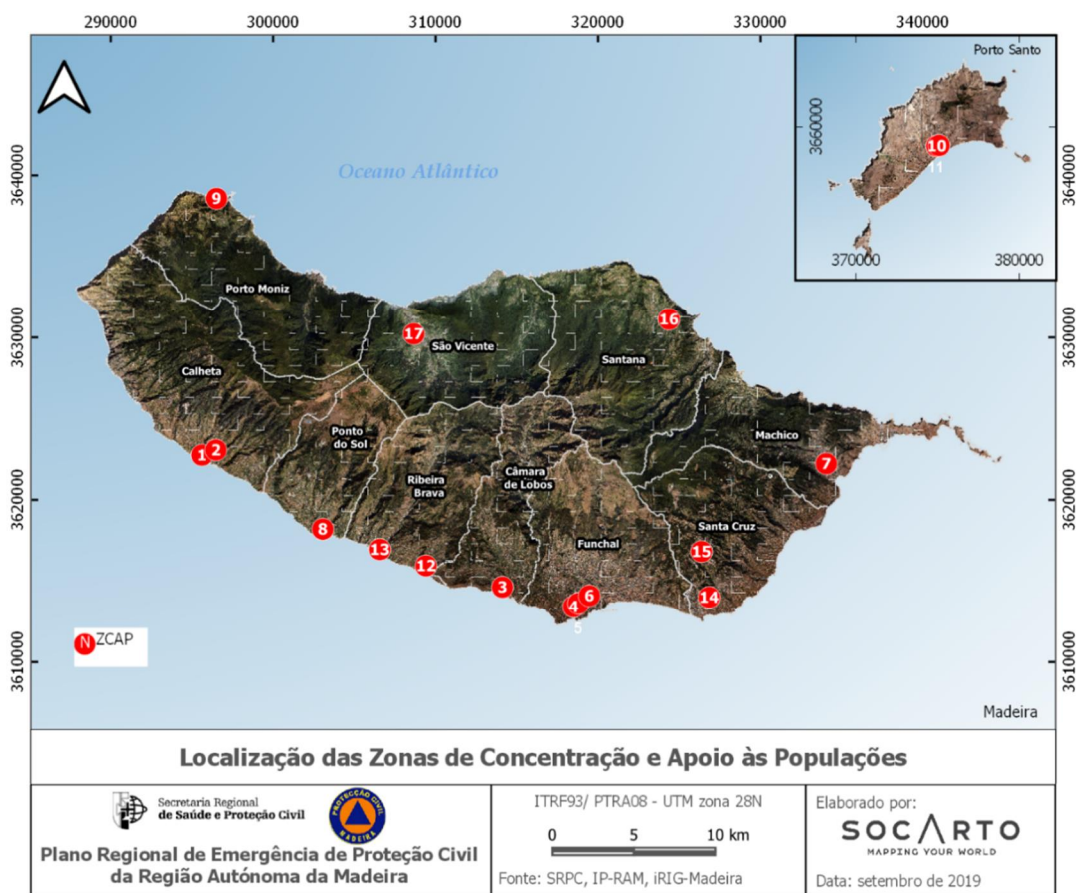 290000 300000 310000 320000 330000 340000
Porto Santo
3660000
10
11
370000 380000
3640000 3640000
Oceano Atlântico
9
Porto Moniz
16
17
3630000 3630000
São Vicente
Santana
Calheta
Ponto
do Sol
Machico
1 2
7
Câmara
de Lobos
Ribeira
Brava
3620000 3620000
Santa Cruz
8
Funchal
13
15
12
3
6
14
4
5
N ZCAP
3610000 3610000
Madeira
Localização das Zonas de Concentração e Apoio às Populações
Secretaria Regional
de Saúde e Proteção Civil
PROTECÇÃO CIVIL
MADEIRA
Plano Regional de Emergência de Proteção Civil
da Região Autónoma da Madeira
ITRF93/ PTRA08 - UTM zona 28N
0 5 10 km
Fonte: SRPC, IP-RAM, iRIG-Madeira
Elaborado por:
SOCARTO
MAPPING YOUR WORLD
Data: setembro de 2019